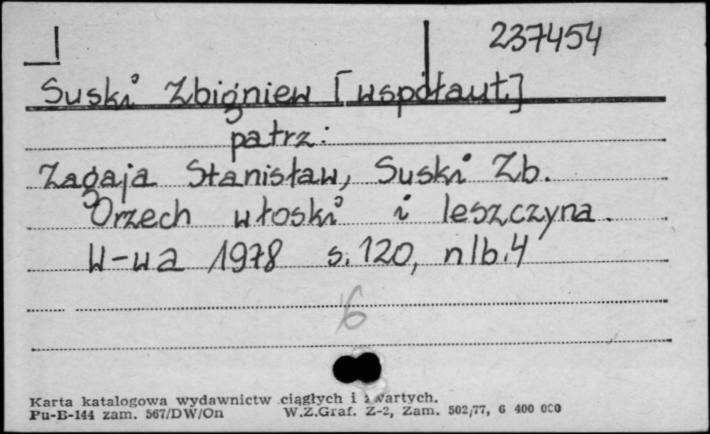 237454
Suski Zbigniew [współaut.]
patrz:
Zagaja Stanisław, Suski Zb.
Orzech włoski i leszczyna.
W-wa 1978 s. 120, nlb. 4
6
Karta katalogowa wydawnictw ciągłych i zwartych.
Pu-B-144 zam. 567/DW/On W.Z.Graf. Z-2, Zam. 502/77, 6 400 000